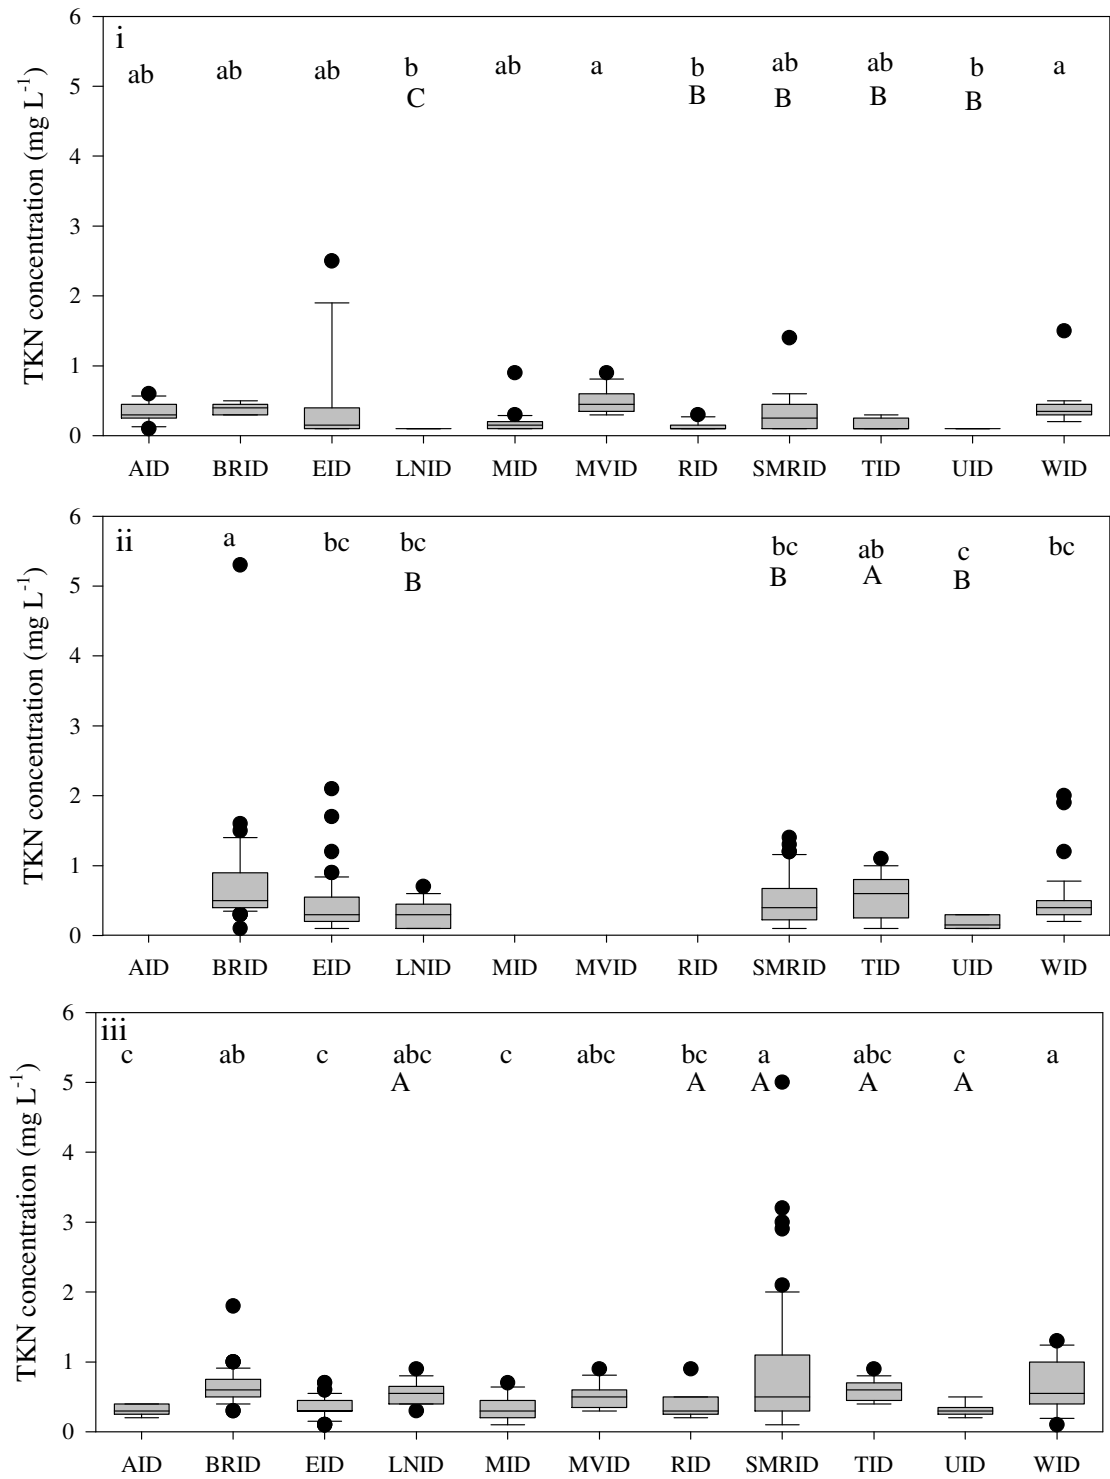 6
i
ab ab ab b ab a b ab ab b a
C B B B B
5
4
3
2
1
0
TKN concentration (mg L-1)
AID BRID EID LNID MID MVID RID SMRID TID UID WID
6
ii
a bc bc bc ab c bc
B B A B
5
4
3
2
1
0
TKN concentration (mg L-1)
AID BRID EID LNID MID MVID RID SMRID TID UID WID
6
iii
c ab c abc c abc bc a abc c a
A A A A A
5
4
3
2
1
0
TKN concentration (mg L-1)
AID BRID EID LNID MID MVID RID SMRID TID UID WID